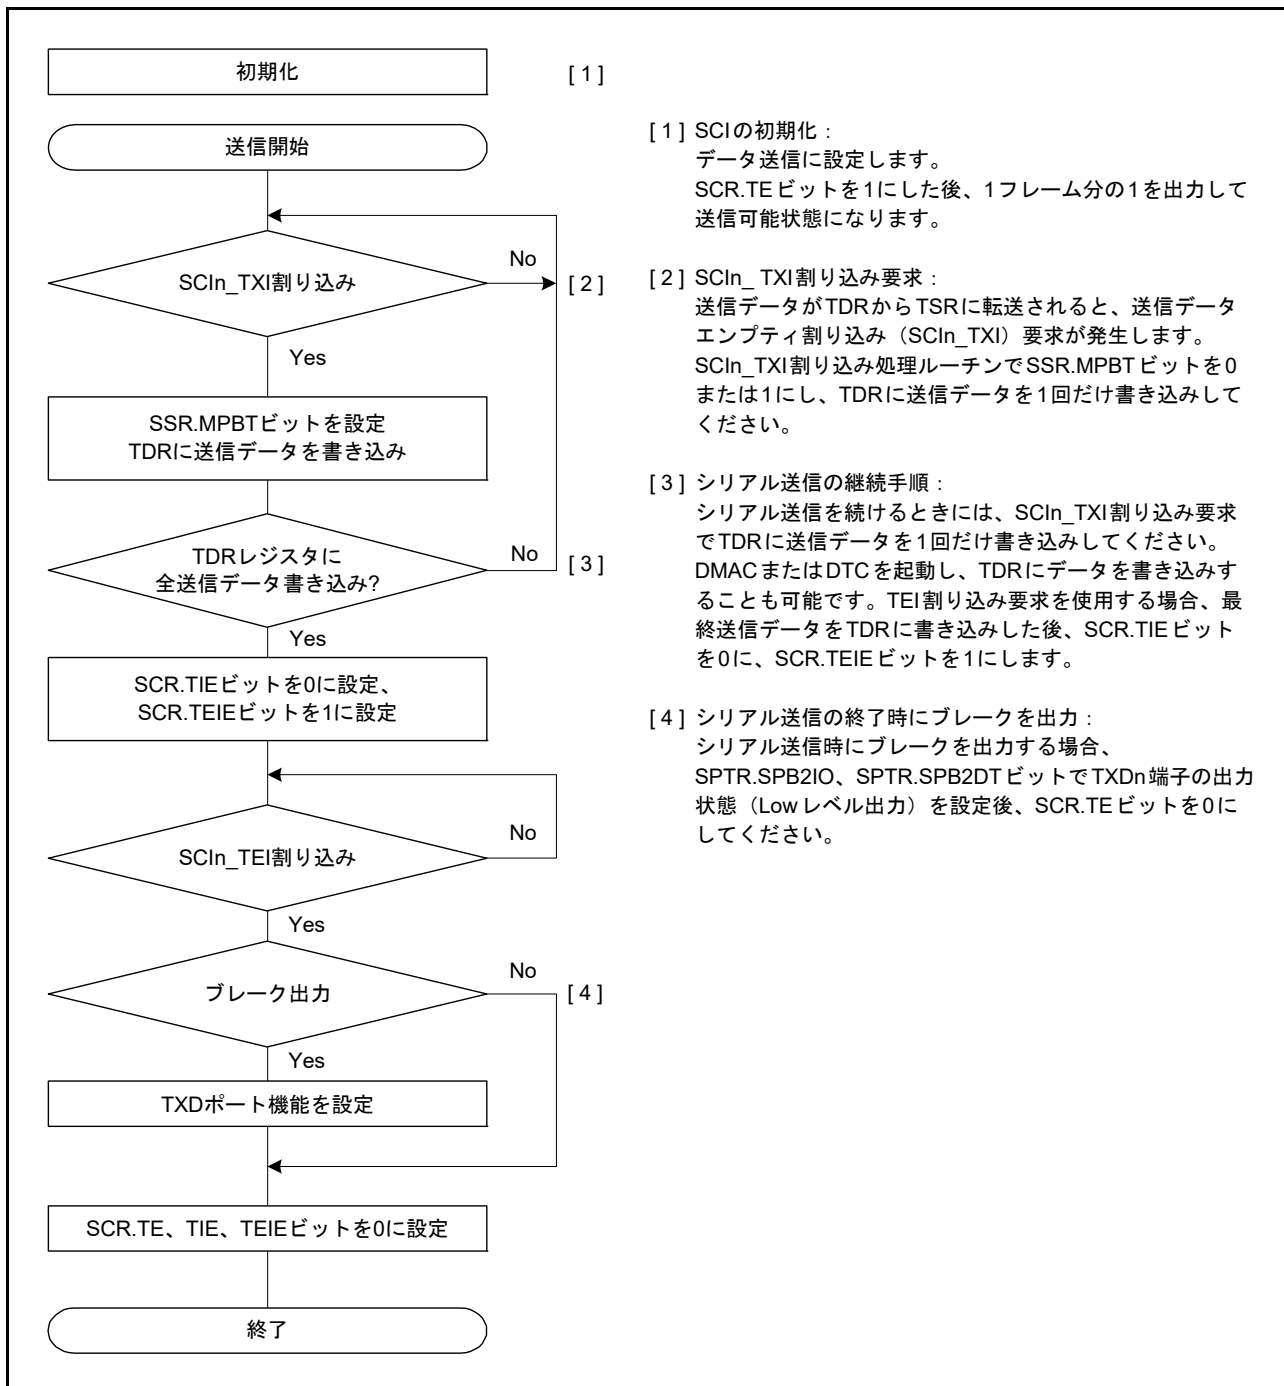 初期化
[ 1 ]
送信開始
SCIn_TXI割り込み
No
[ 2 ]
Yes
SSR.MPBTビットを設定
TDRに送信データを書き込み
TDRレジスタに
全送信データ書き込み?
No
[ 3 ]
Yes
SCR.TIEビットを0に設定、
SCR.TEIEビットを1に設定
SCIn_TEI割り込み
No
Yes
ブレーク出力
No
[ 4 ]
Yes
TXDポート機能を設定
SCR.TE、TIE、TEIEビットを0に設定
終了
[ 1 ] SCIの初期化：
データ送信に設定します。
SCR.TEビットを1にした後、1フレーム分の1を出力して
送信可能状態になります。
[ 2 ] SCIn_ TXI割り込み要求：
送信データがTDRからTSRに転送されると、送信データ
エンプティ割り込み（SCIn_TXI）要求が発生します。
SCIn_TXI割り込み処理ルーチンでSSR.MPBTビットを0
または1にし、TDRに送信データを1回だけ書き込みして
ください。
[ 3 ] シリアル送信の継続手順：
シリアル送信を続けるときには、SCIn_TXI割り込み要求
でTDRに送信データを1回だけ書き込みしてください。
DMACまたはDTCを起動し、TDRにデータを書き込みす
ることも可能です。TEI割り込み要求を使用する場合、最
終送信データをTDRに書き込みした後、SCR.TIEビット
を0に、SCR.TEIEビットを1にします。
[ 4 ] シリアル送信の終了時にブレークを出力：
シリアル送信時にブレークを出力する場合、
SPTR.SPB2IO、SPTR.SPB2DTビットでTXDn端子の出力
状態（Lowレベル出力）を設定後、SCR.TEビットを0に
してください。